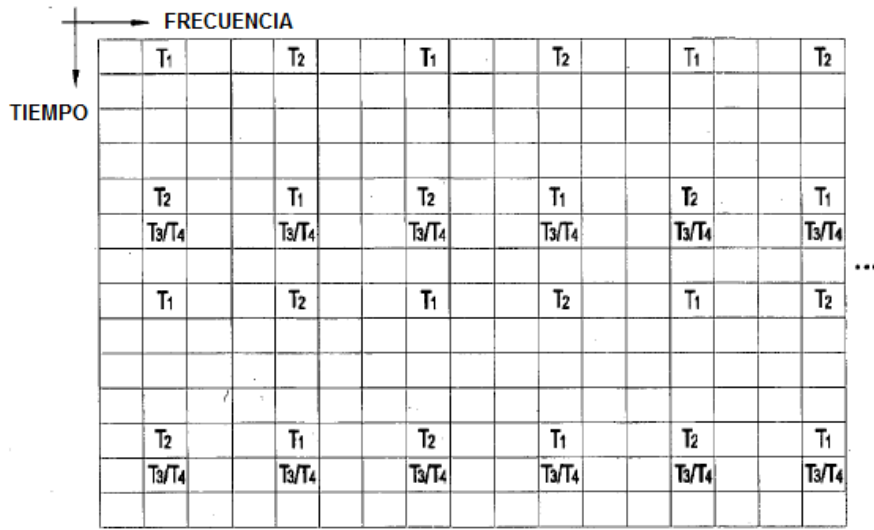 FRECUENCIA
T1 T2 T1 T2 T1 T2
TIEMPO
T2 T1 T2 T1 T2 T1
T3/T4 T3/T4 T3/T4 T3/T4 T3/T4 T3/T4
...
T1 T2 T1 T2 T1 T2
T2 T1 T2 T1 T2 T1
T3/T4 T3/T4 T3/T4 T3/T4 T3/T4 T3/T4